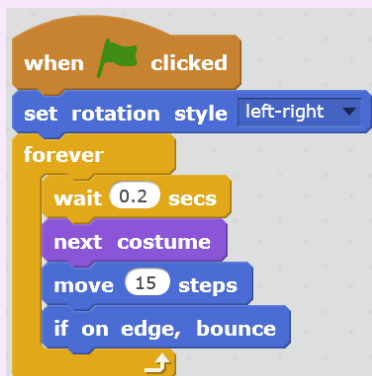 when clicked
set rotation style left-right
forever
wait 0.2 secs
next costume
move 15 steps
if on edge, bounce